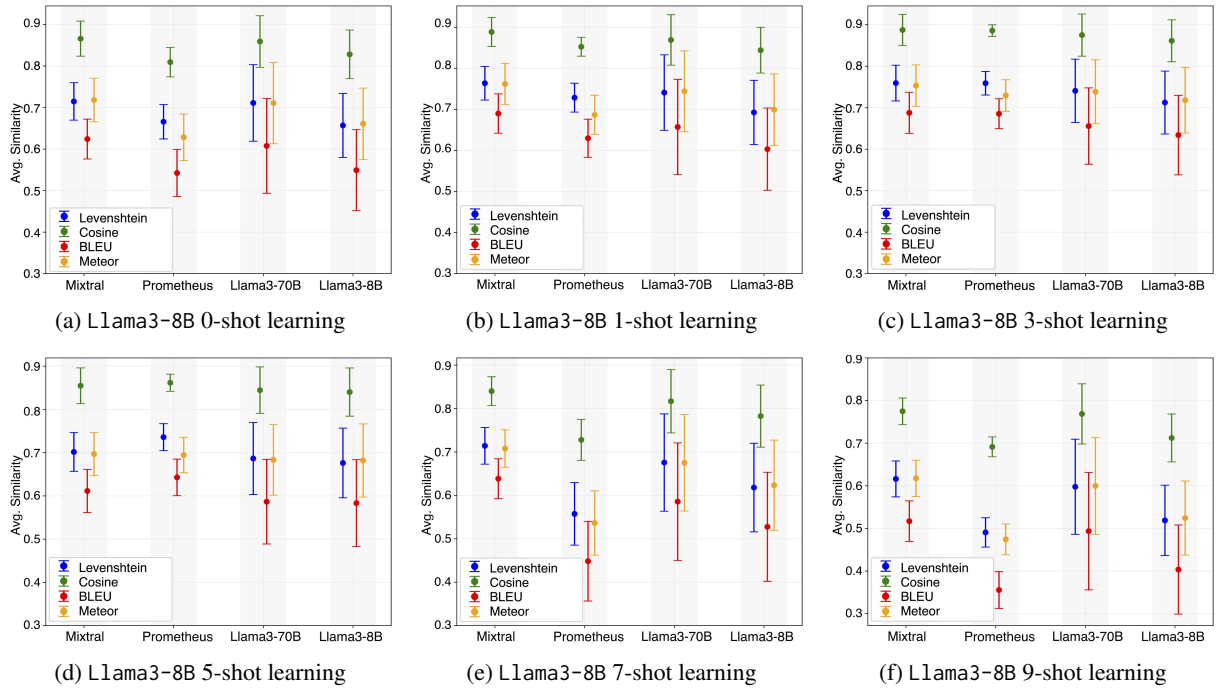 0.9
0.8
0.7
0.6
0.5
0.4
0.3
Avg. Similarity
Levenshtein
Cosine
BLEU
Meteor
Mixtral Prometheus Llama3-70B Llama3-8B
(a) Llama3-8B 0-shot learning
0.9
0.8
0.7
0.6
0.5
0.4
0.3
Avg. Similarity
Levenshtein
Cosine
BLEU
Meteor
Mixtral Prometheus Llama3-70B Llama3-8B
(b) Llama3-8B 1-shot learning
0.9
0.8
0.7
0.6
0.5
0.4
0.3
Avg. Similarity
Levenshtein
Cosine
BLEU
Meteor
Mixtral Prometheus Llama3-70B Llama3-8B
(c) Llama3-8B 3-shot learning
0.9
0.8
0.7
0.6
0.5
0.4
0.3
Avg. Similarity
Levenshtein
Cosine
BLEU
Meteor
Mixtral Prometheus Llama3-70B Llama3-8B
(d) Llama3-8B 5-shot learning
0.9
0.8
0.7
0.6
0.5
0.4
0.3
Avg. Similarity
Levenshtein
Cosine
BLEU
Meteor
Mixtral Prometheus Llama3-70B Llama3-8B
(e) Llama3-8B 7-shot learning
0.9
0.8
0.7
0.6
0.5
0.4
0.3
Avg. Similarity
Levenshtein
Cosine
BLEU
Meteor
Mixtral Prometheus Llama3-70B Llama3-8B
(f) Llama3-8B 9-shot learning